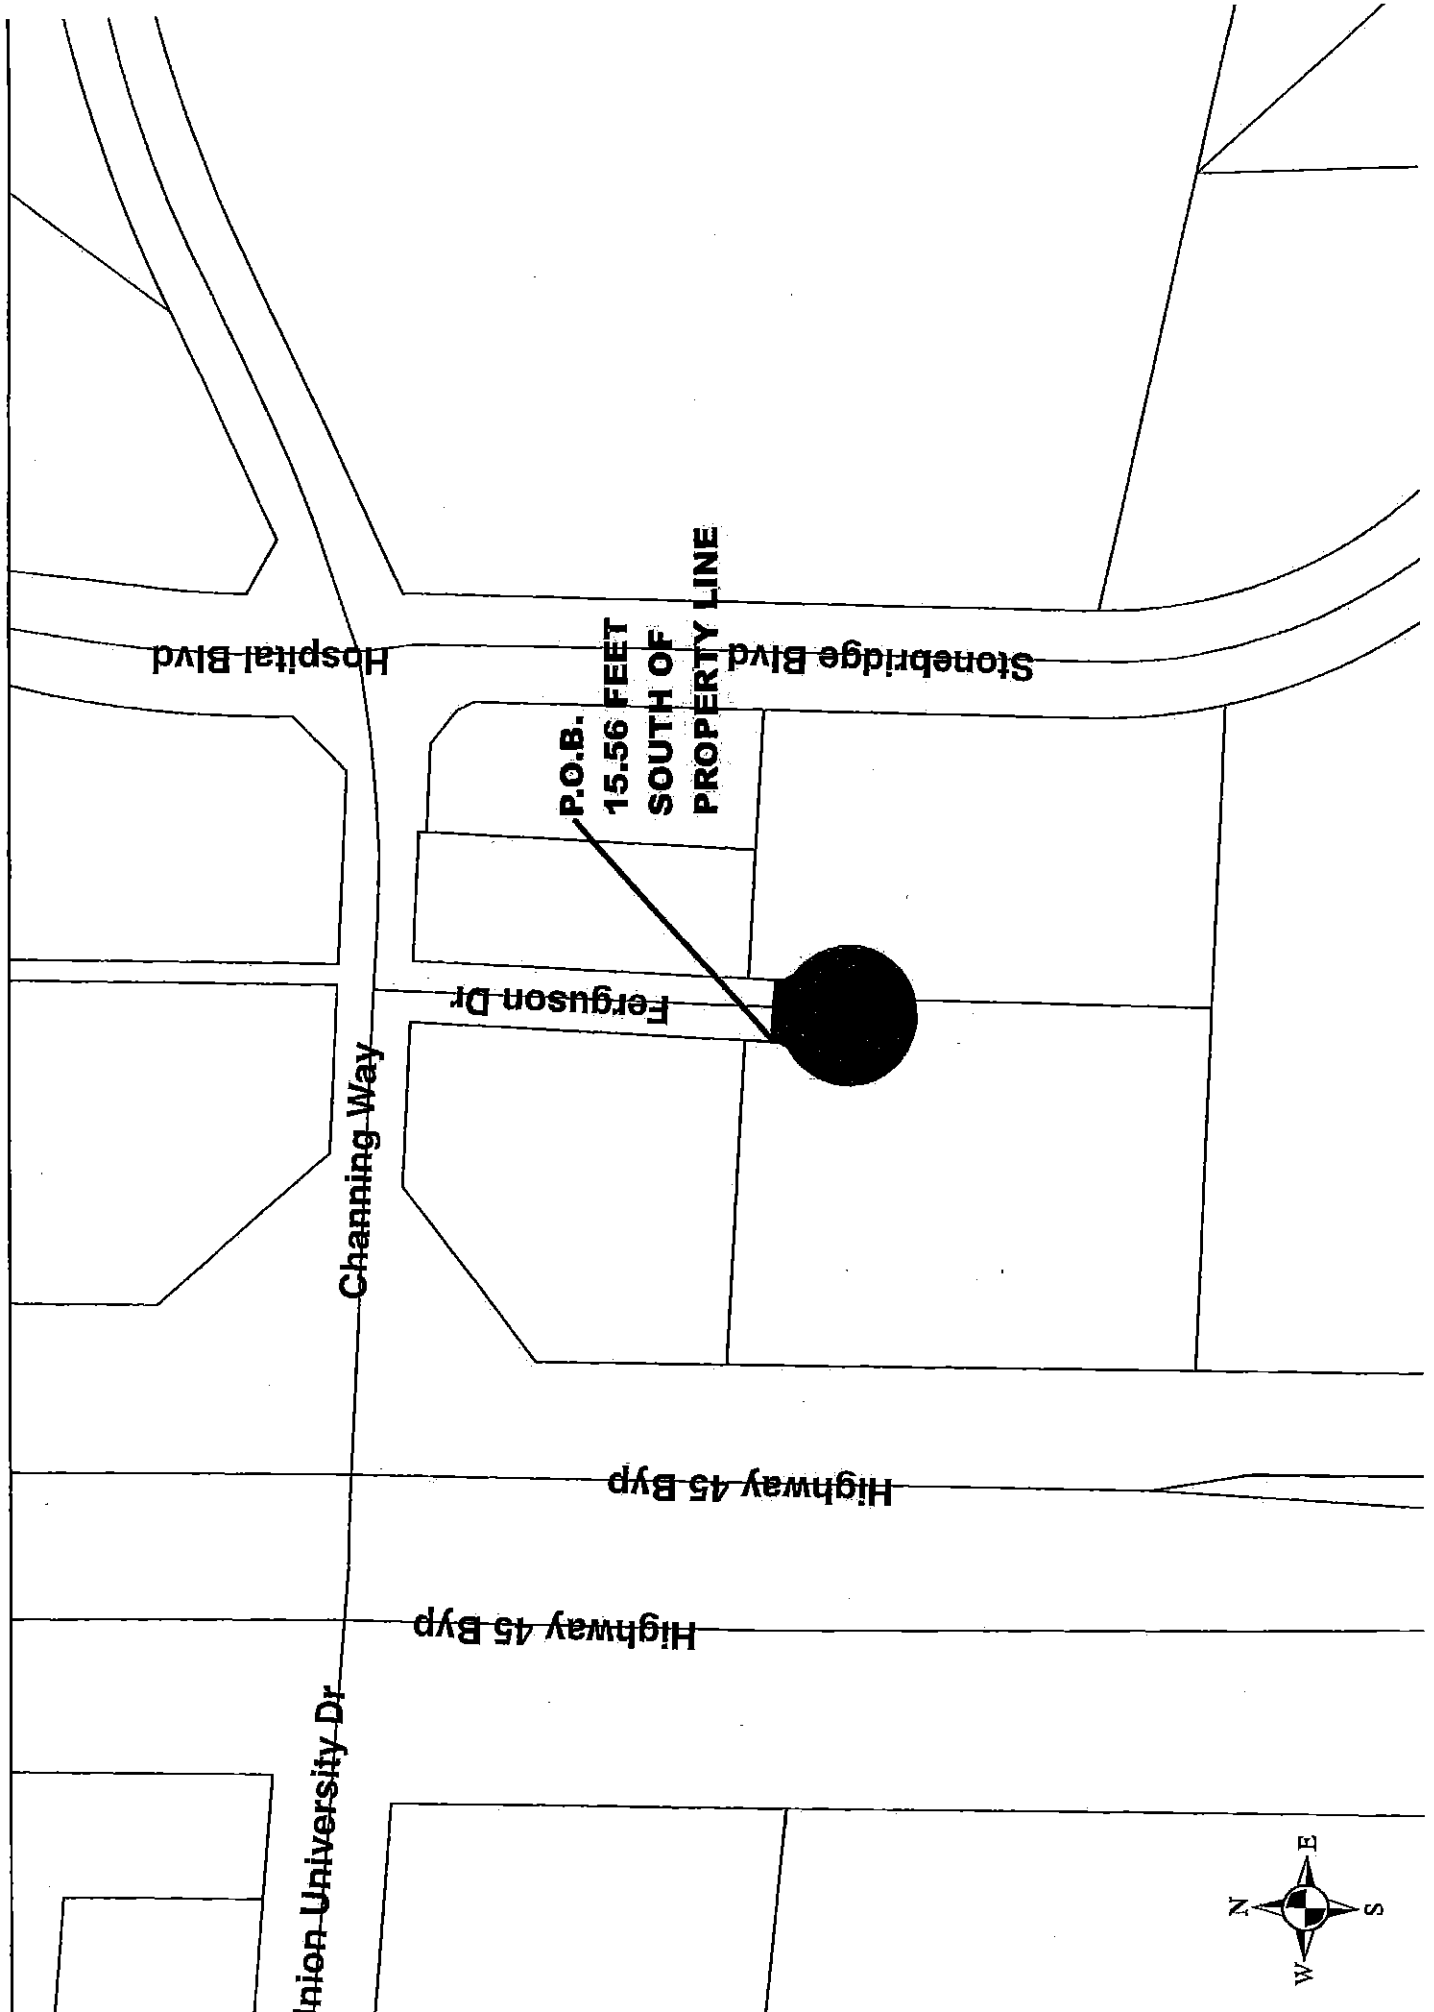 Hospital Blvd
Stonebridge Blvd
P.O.B.
15.56 FEET
SOUTH OF
PROPERTY LINE
Ferguson Dr
Channing Way
Highway 45 Byp
Highway 45 Byp
nion University Dr
N
E
S
W